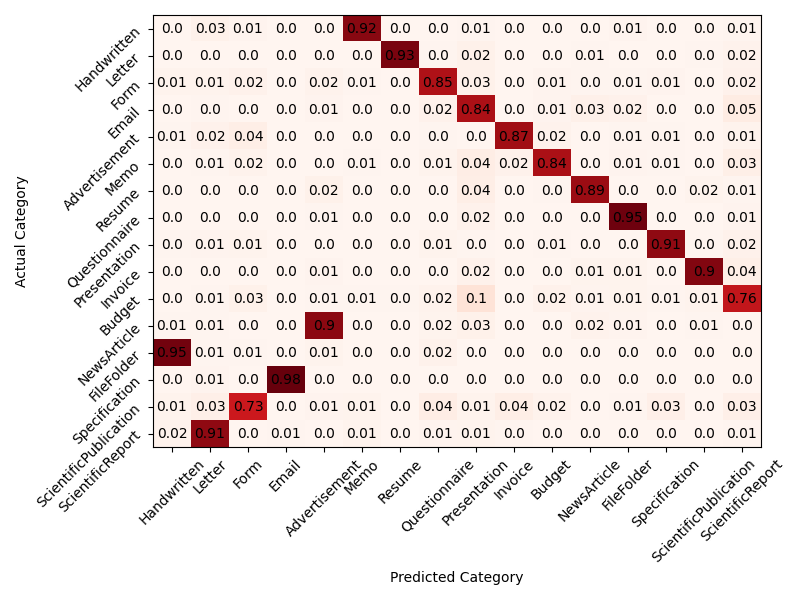 Handwritten 0.0 0.03 0.01 0.0 0.0 0.92 0.0 0.0 0.01 0.0 0.0 0.0 0.01 0.0 0.0 0.01
Letter 0.0 0.0 0.0 0.0 0.0 0.0 0.93 0.0 0.02 0.0 0.0 0.01 0.0 0.0 0.0 0.02
Form 0.01 0.01 0.02 0.0 0.02 0.01 0.0 0.85 0.03 0.0 0.01 0.0 0.01 0.01 0.0 0.02
Email 0.0 0.0 0.0 0.0 0.01 0.0 0.0 0.02 0.84 0.0 0.01 0.03 0.02 0.0 0.0 0.05
Advertisement 0.01 0.02 0.04 0.0 0.0 0.0 0.0 0.0 0.0 0.87 0.02 0.0 0.01 0.01 0.0 0.01
Memo 0.0 0.01 0.02 0.0 0.0 0.01 0.0 0.01 0.04 0.02 0.84 0.0 0.01 0.01 0.0 0.03
Resume 0.0 0.0 0.0 0.0 0.02 0.0 0.0 0.0 0.04 0.0 0.0 0.89 0.0 0.0 0.02 0.01
Questionnaire 0.0 0.0 0.0 0.0 0.01 0.0 0.0 0.0 0.02 0.0 0.0 0.0 0.95 0.0 0.0 0.01
Presentation 0.0 0.01 0.01 0.0 0.0 0.0 0.0 0.01 0.0 0.0 0.01 0.0 0.0 0.91 0.0 0.02
Invoice 0.0 0.0 0.0 0.0 0.01 0.0 0.0 0.0 0.02 0.0 0.0 0.01 0.01 0.0 0.9 0.04
Budget 0.0 0.01 0.03 0.0 0.01 0.01 0.0 0.02 0.1 0.0 0.02 0.01 0.01 0.01 0.01 0.76
NewsArticle 0.01 0.01 0.0 0.0 0.9 0.0 0.0 0.02 0.03 0.0 0.0 0.02 0.01 0.0 0.01 0.0
FileFolder 0.95 0.01 0.01 0.0 0.01 0.0 0.0 0.02 0.0 0.0 0.0 0.0 0.0 0.0 0.0 0.0
Specification 0.0 0.01 0.0 0.98 0.0 0.0 0.0 0.0 0.0 0.0 0.0 0.0 0.0 0.0 0.0 0.0
ScientificPublication 0.01 0.03 0.73 0.0 0.01 0.01 0.0 0.04 0.01 0.04 0.02 0.0 0.01 0.03 0.0 0.03
ScientificReport 0.02 0.91 0.0 0.01 0.0 0.01 0.0 0.01 0.01 0.0 0.0 0.0 0.0 0.0 0.0 0.01
Actual Category
Handwritten Letter Form Email Advertisement Memo Resume Questionnaire Presentation Invoice Budget NewsArticle FileFolder Specification ScientificPublication ScientificReport
Predicted Category